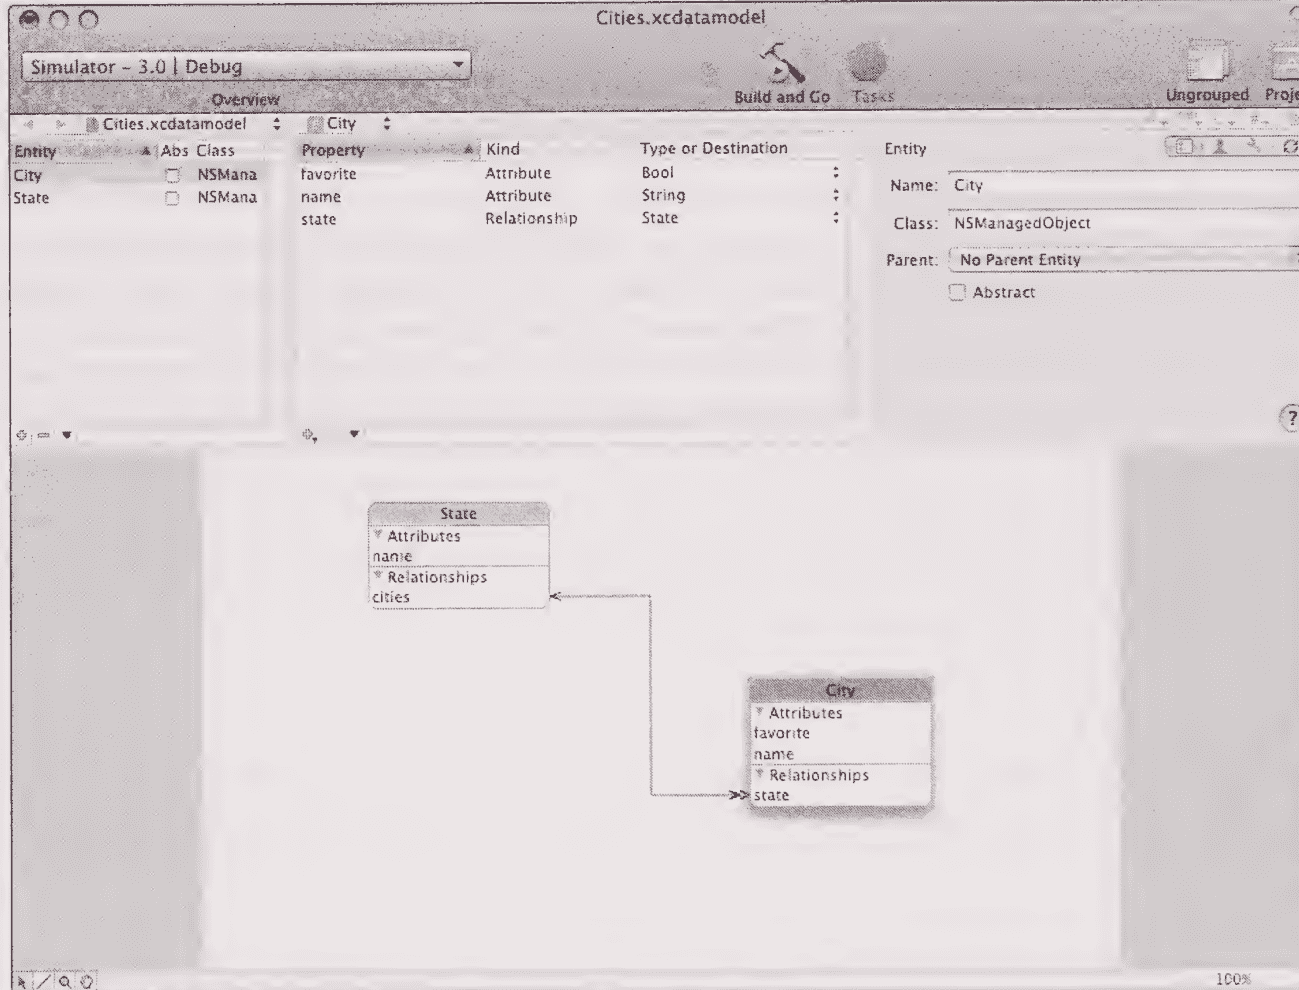 Cities.xcdatamodel
Simulator - 3.0 | Debug
Overview
Build and Go
Tasks
Ungrouped
Cities.xcdatamodel
City
Entity Abs Class
City NSMana
State NSMana
Property Kind Type or Destination
favorite Attribute Bool
name Attribute String
state Relationship State
Entity
Name: City
Class: NSManagedObject
Parent: No Parent Entity
Abstract
?
State
Attributes
name
Relationships
cities
City
Attributes
favorite
name
Relationships
state
100%